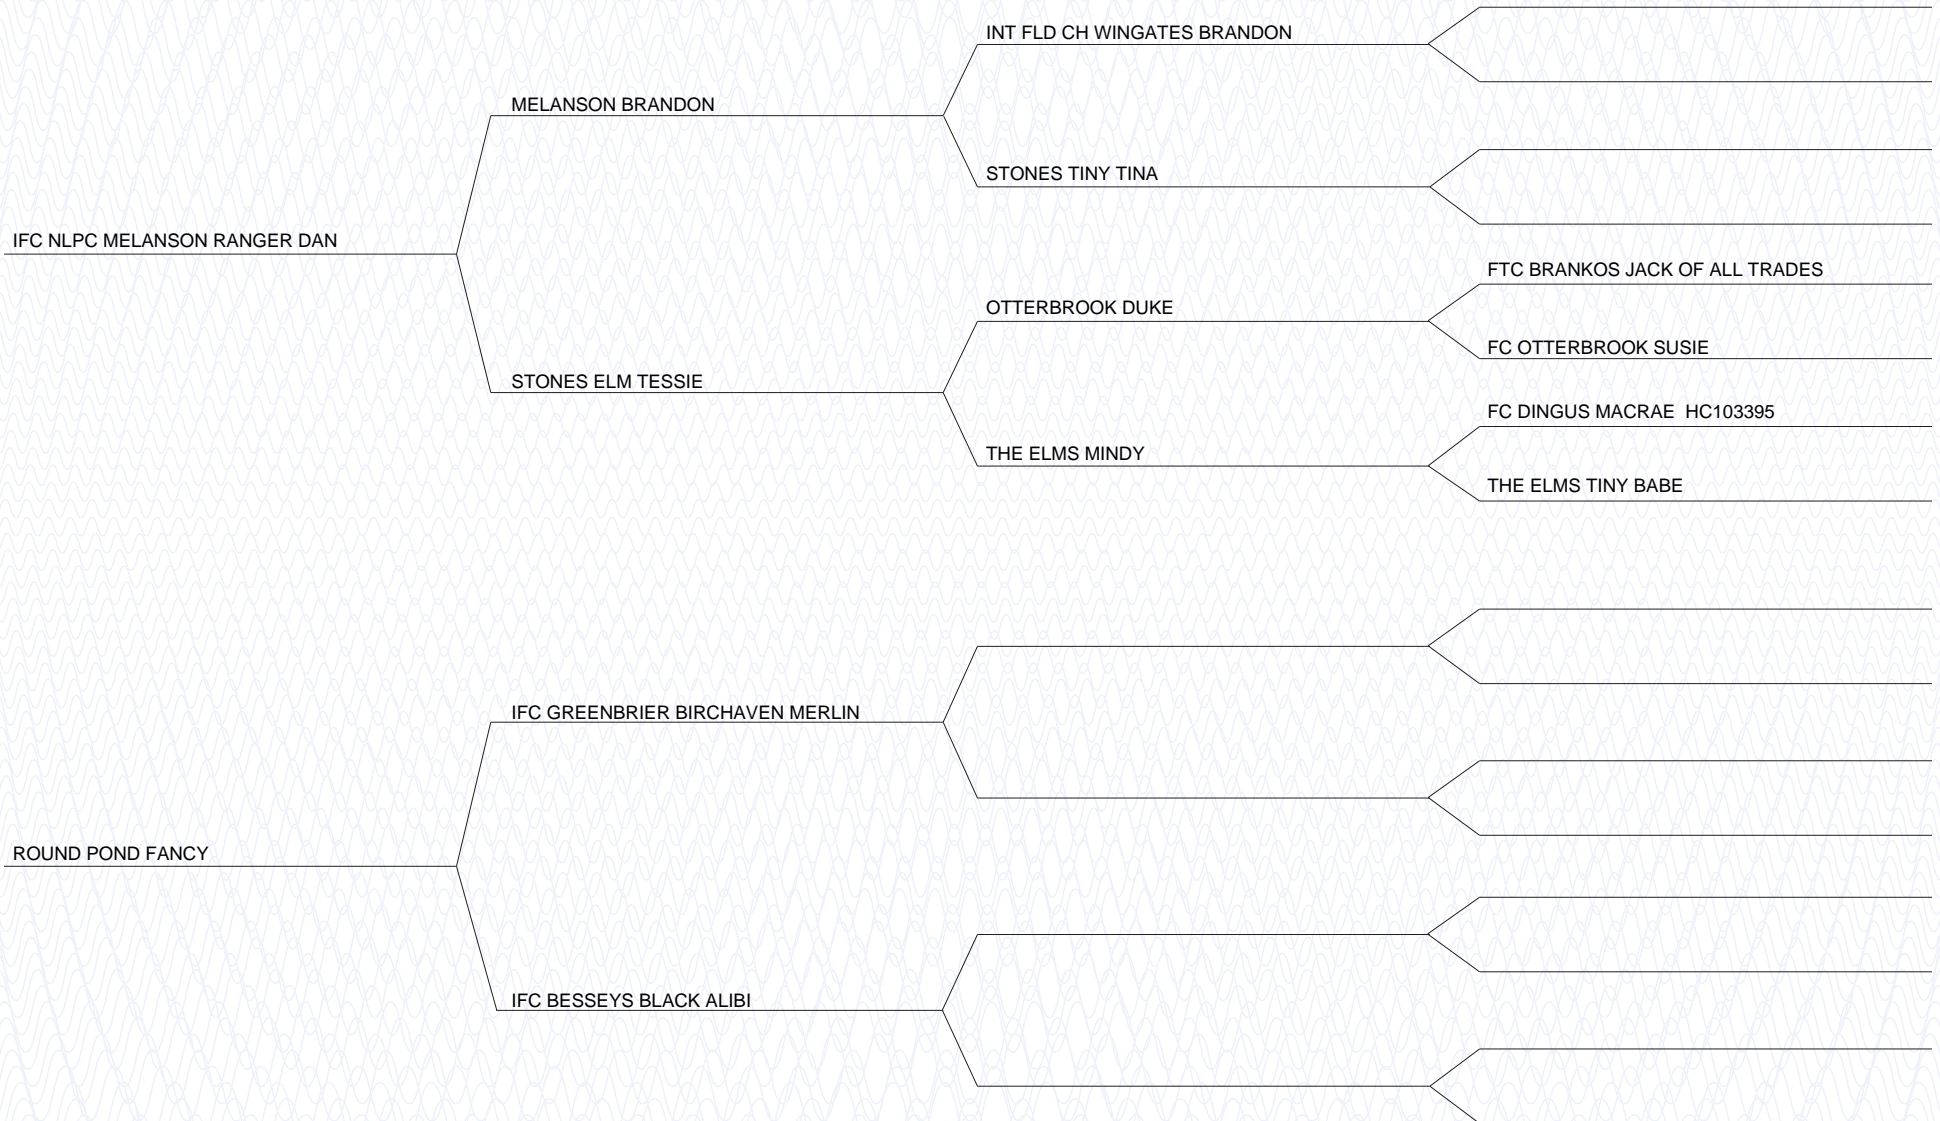 INT FLD CH WINGATES BRANDON
MELANSON BRANDON
STONES TINY TINA
IFC NLPC MELANSON RANGER DAN
FTC BRANKOS JACK OF ALL TRADES
OTTERBROOK DUKE
FC OTTERBROOK SUSIE
STONES ELM TESSIE
FC DINGUS MACRAE  HC103395
THE ELMS MINDY
THE ELMS TINY BABE
IFC GREENBRIER BIRCHAVEN MERLIN
ROUND POND FANCY
IFC BESSEYS BLACK ALIBI